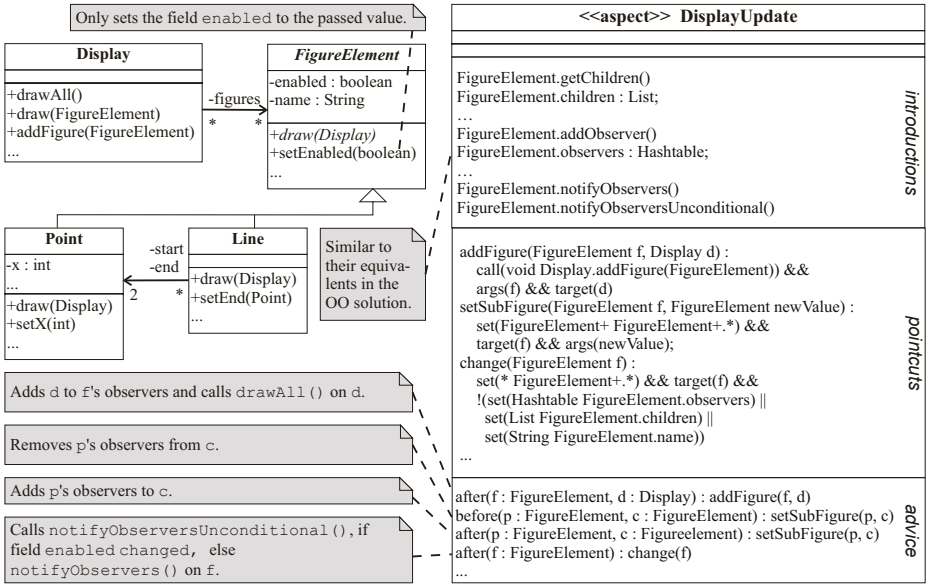 Only sets the field enabled to the passed value.
Display
+drawAll()
+draw(FigureElement)
+addFigure(FigureElement)
...
-figures
*
*
FigureElement
-enabled : boolean
-name : String
+draw(Display)
+setEnabled(boolean)
...
Point
-x : int
...
+draw(Display)
+setX(int)
...
-start
-end
2
*
Line
+draw(Display)
+setEnd(Point)
...
Similar to
their equiva-
lents in the
OO solution.
Adds d to f's observers and calls drawAll() on d.
Removes p's observers from c.
Adds p's observers to c.
Calls notifyObserversUnconditional(), if
field enabled changed, else
notifyObservers() on f.
<<aspect>> DisplayUpdate
FigureElement.getChildren()
FigureElement.children : List;
...
FigureElement.addObserver()
FigureElement.observers : Hashtable;
...
FigureElement.notifyObservers()
FigureElement.notifyObserversUnconditional()
introductions
addFigure(FigureElement f, Display d) :
call(void Display.addFigure(FigureElement)) &&
args(f) && target(d)
setSubFigure(FigureElement f, FigureElement newValue) :
set(FigureElement+ FigureElement+.*) &&
target(f) && args(newValue);
change(FigureElement f) :
set(* FigureElement+.*) && target(f) &&
!(set(Hashtable FigureElement.observers) ||
set(List FigureElement.children) ||
set(String FigureElement.name))
...
pointcuts
after(f : FigureElement, d : Display) : addFigure(f, d)
before(p : FigureElement, c : FigureElement) : setSubFigure(p, c)
after(p : FigureElement, c : Figureelement) : setSubFigure(p, c)
after(f : FigureElement) : change(f)
...
advice